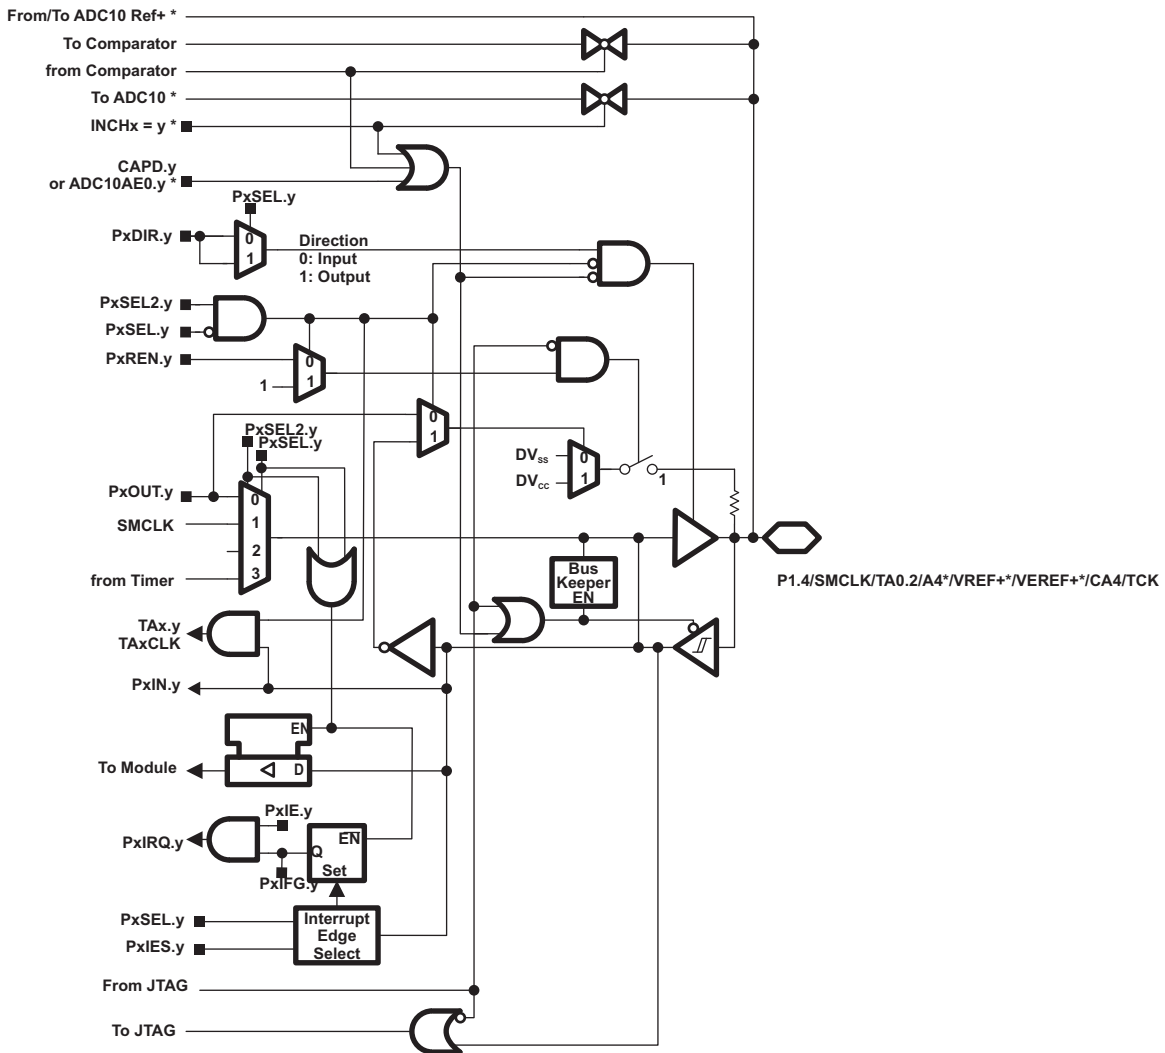 From/To ADC10 Ref+ *
To Comparator
from Comparator
To ADC10 *
INCHx = y *
CAPD.y
or ADC10AE0.y *
PxSEL.y
PxDIR.y
0
1
Direction
0: Input
1: Output
PxSEL2.y
PxSEL.y
PxREN.y
0
1
1
0
1
PxSEL2.y
PxSEL.y
DVss
0
DVcc
1
1
PxOUT.y
0
SMCLK
1
2
from Timer
3
Bus
Keeper
EN
P1.4/SMCLK/TA0.2/A4*/VREF+*/VEREF+*/CA4/TCK
TAx.y
TAxCLK
PxIN.y
EN
To Module
D
PxIE.y
PxIRQ.y
EN
Q
Set
PxIFG.y
PxSEL.y
PxIES.y
Interrupt
Edge
Select
From JTAG
To JTAG